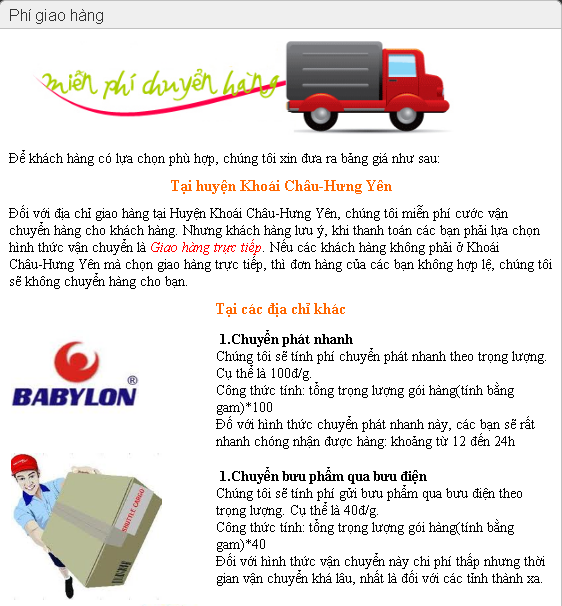 Phí giao hàng
miễn phí chuyển hàng
Để khách hàng có lựa chọn phù hợp, chúng tôi xin đưa ra bảng giá như sau:
Tại huyện Khoái Châu-Hưng Yên
Đối với địa chỉ giao hàng tại Huyện Khoái Châu-Hưng Yên, chúng tôi miễn phí cước vận
chuyển hàng cho khách hàng. Nhưng khách hàng lưu ý, khi thanh toán các bạn phải lựa chọn
hình thức vận chuyển là Giao hàng trực tiếp. Nếu các khách hàng không phải ở Khoái
Châu-Hưng Yên mà chọn giao hàng trực tiếp, thì đơn hàng của các bạn không hợp lệ, chúng tôi
sẽ không chuyển hàng cho bạn.
Tại các địa chỉ khác
1.Chuyển phát nhanh
Chúng tôi sẽ tính phí chuyển phát nhanh theo trọng lượng.
Cụ thể là 100đ/g.
Công thức tính: tổng trọng lượng gói hàng(tính bằng
gam)*100
Đố với hình thức chuyển phát nhanh này, các bạn sẽ rất
nhanh chóng nhận được hàng: khoảng từ 12 đến 24h
BABYLON ®
1.Chuyển bưu phẩm qua bưu điện
Chúng tôi sẽ tính phí gửi bưu phẩm qua bưu điện theo
trọng lượng. Cụ thể là 40đ/g.
Công thức tính: tổng trọng lượng gói hàng(tính bằng
gam)*40
Đối với hình thức vận chuyển này chi phí thấp nhưng thời
gian vận chuyển khá lâu, nhất là đối với các tỉnh thành xa.
CARGO